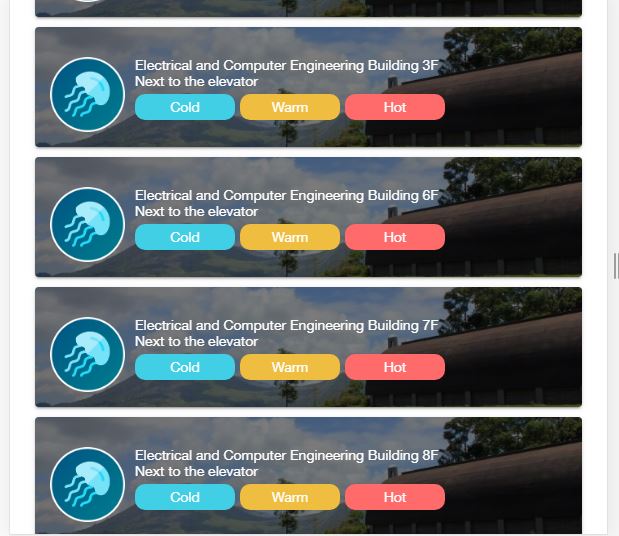 Electrical and Computer Engineering Building 3F
Next to the elevator
Cold Warm Hot
Electrical and Computer Engineering Building 6F
Next to the elevator
Cold Warm Hot
Electrical and Computer Engineering Building 7F
Next to the elevator
Cold Warm Hot
Electrical and Computer Engineering Building 8F
Next to the elevator
Cold Warm Hot